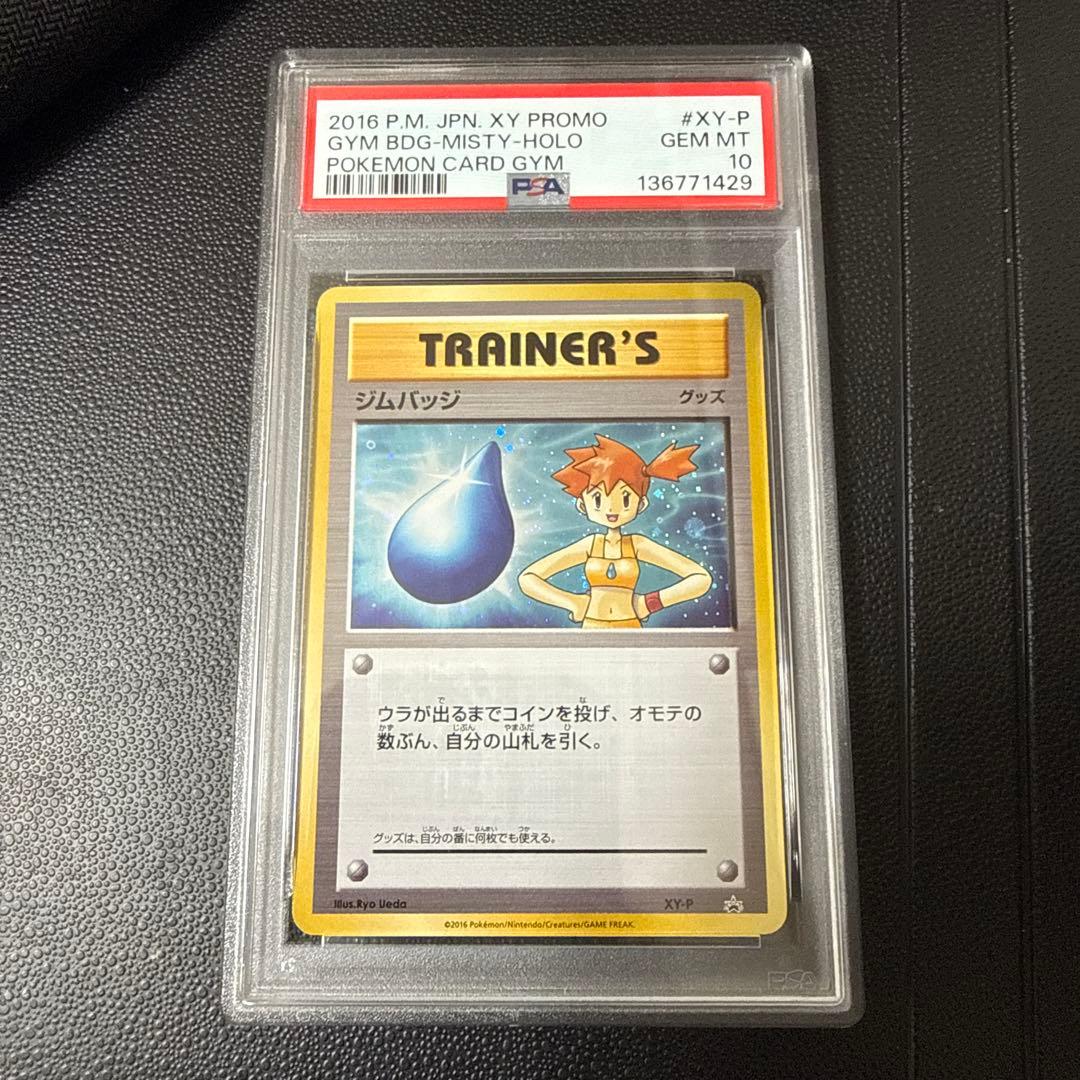 2016 P.M. JPN. XY PROMO #XY-P
GYM BDG-MISTY-HOLO GEM MT
POKEMON CARD GYM 10
PSA 136771429
TRAINER'S
ジムバッジ グッズ
ウラが出るまでコインを投げ、オモテの
数ぶん、自分の山札を引く。
グッズは、自分の番に何枚でも使える。
Illus.Ryo Ueda XY-P
©2016 Pokémon/Nintendo/Creatures/GAME FREAK.
PSA